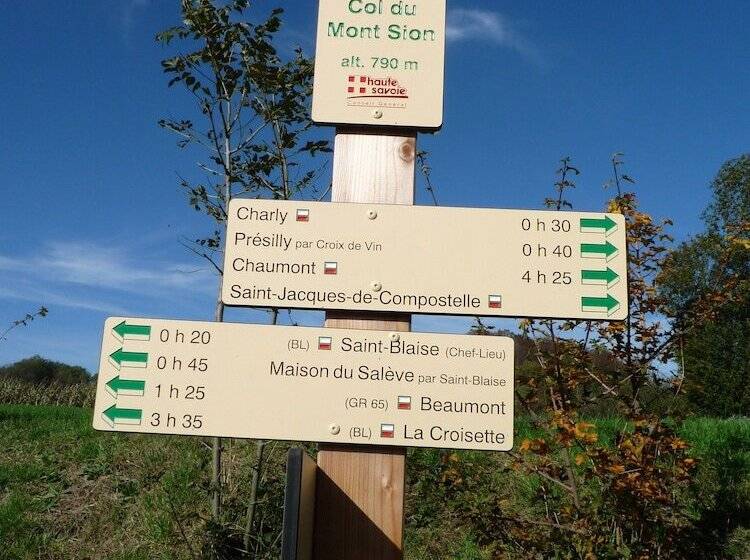 Col du
Mont Sion
alt. 790 m
haute
savoie
Conseil Général
Charly 0 h 30
Présilly par Croix de Vin 0 h 40
Chaumont 4 h 25
Saint-Jacques-de-Compostelle
0 h 20 (BL) Saint-Blaise (Chef-Lieu)
0 h 45 Maison du Salève par Saint-Blaise
1 h 25 (GR 65) Beaumont
3 h 35 (BL) La Croisette